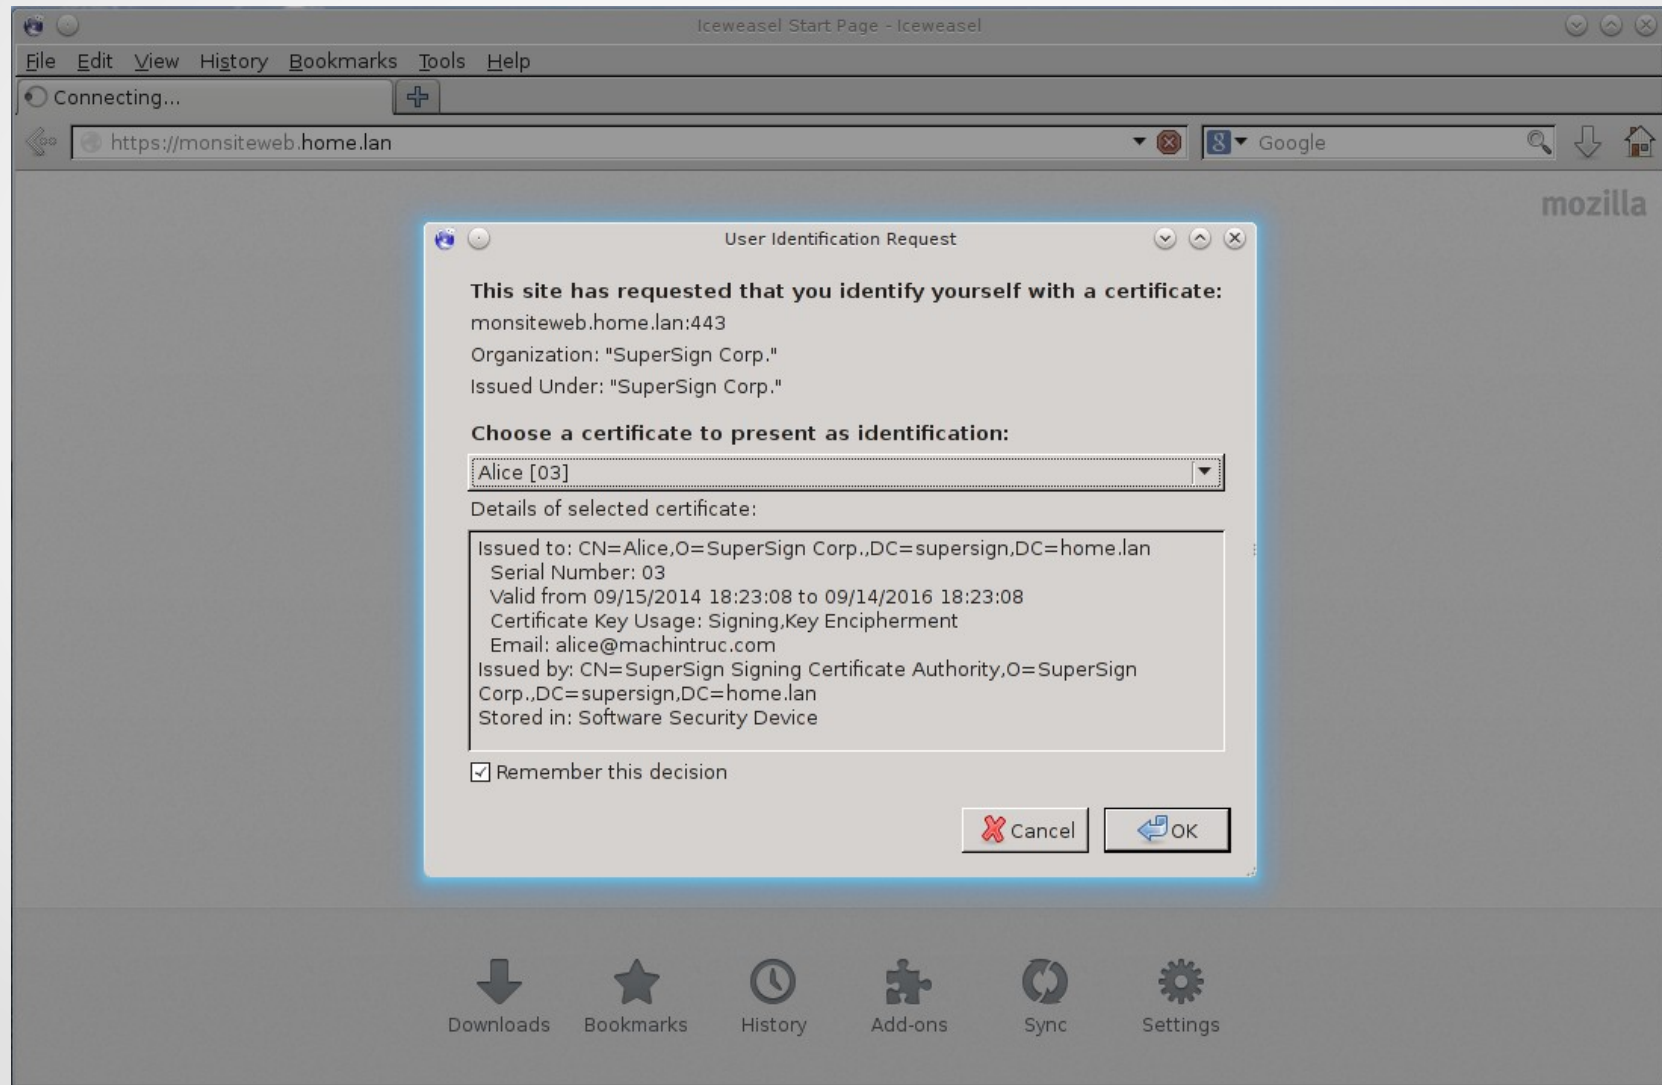 Iceweasel Start Page - Iceweasel
File Edit View History Bookmarks Tools Help
Connecting...
https://monsiteweb.home.lan
8 Google
mozilla
User Identification Request
This site has requested that you identify yourself with a certificate:
monsiteweb.home.lan:443
Organization: "SuperSign Corp."
Issued Under: "SuperSign Corp."
Choose a certificate to present as identification:
Alice [03]
Details of selected certificate:
Issued to: CN=Alice,O=SuperSign Corp.,DC=supersign,DC=home.lan
Serial Number: 03
Valid from 09/15/2014 18:23:08 to 09/14/2016 18:23:08
Certificate Key Usage: Signing,Key Encipherment
Email: alice@machintruc.com
Issued by: CN=SuperSign Signing Certificate Authority,O=SuperSign
Corp.,DC=supersign,DC=home.lan
Stored in: Software Security Device
Remember this decision
Cancel OK
Downloads Bookmarks History Add-ons Sync Settings